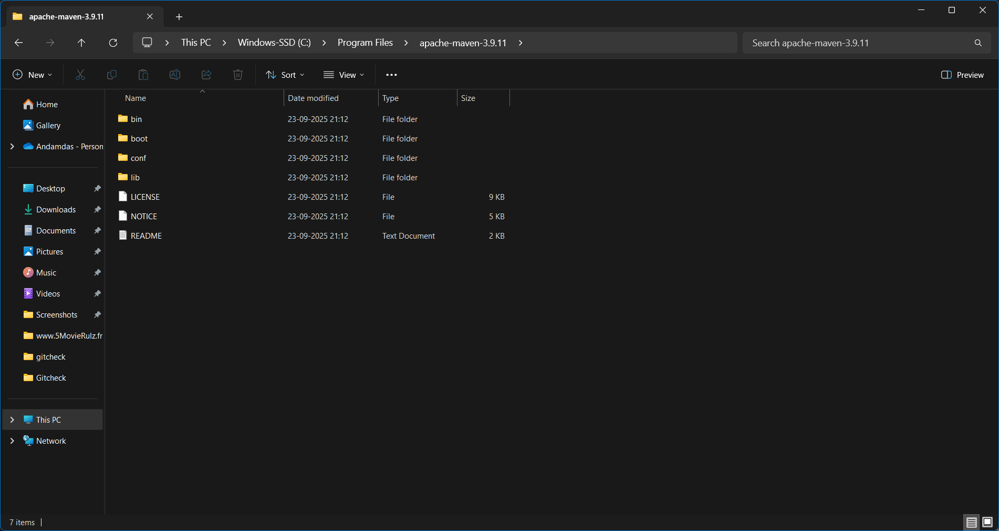 apache-maven-3.9.11
This PC
Windows-SSD (C:)
Program Files
apache-maven-3.9.11
Search apache-maven-3.9.11
New
Sort
View
Preview
Name Date modified Type Size
Home
Gallery
Andamdas - Person
Desktop
Downloads
Documents
Pictures
Music
Videos
Screenshots
www.5MovieRulz.fr
gitcheck
Gitcheck
This PC
Network
bin 23-09-2025 21:12 File folder
boot 23-09-2025 21:12 File folder
conf 23-09-2025 21:12 File folder
lib 23-09-2025 21:12 File folder
LICENSE 23-09-2025 21:12 File 9 KB
NOTICE 23-09-2025 21:12 File 5 KB
README 23-09-2025 21:12 Text Document 2 KB
7 items